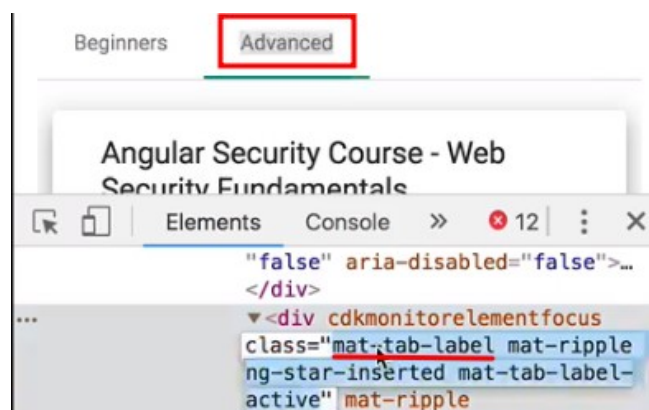 Beginners Advanced
Angular Security Course - Web
Security Fundamentals
Elements Console » 12
"false" aria-disabled="false">…
</div>
… ▼<div cdkmonitorelementfocus
class="mat-tab-label mat-ripple
ng-star-inserted mat-tab-label-
active" mat-ripple